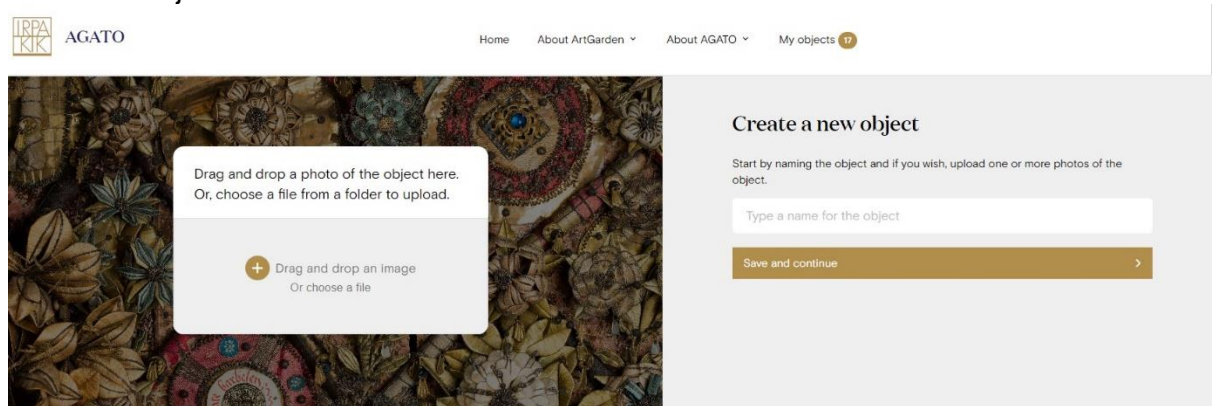 IRPA
KIK
AGATO
Home
About ArtGarden
About AGATO
My objects 17
Drag and drop a photo of the object here.
Or, choose a file from a folder to upload.
Drag and drop an image
Or choose a file
Create a new object
Start by naming the object and if you wish, upload one or more photos of the
object.
Type a name for the object
Save and continue